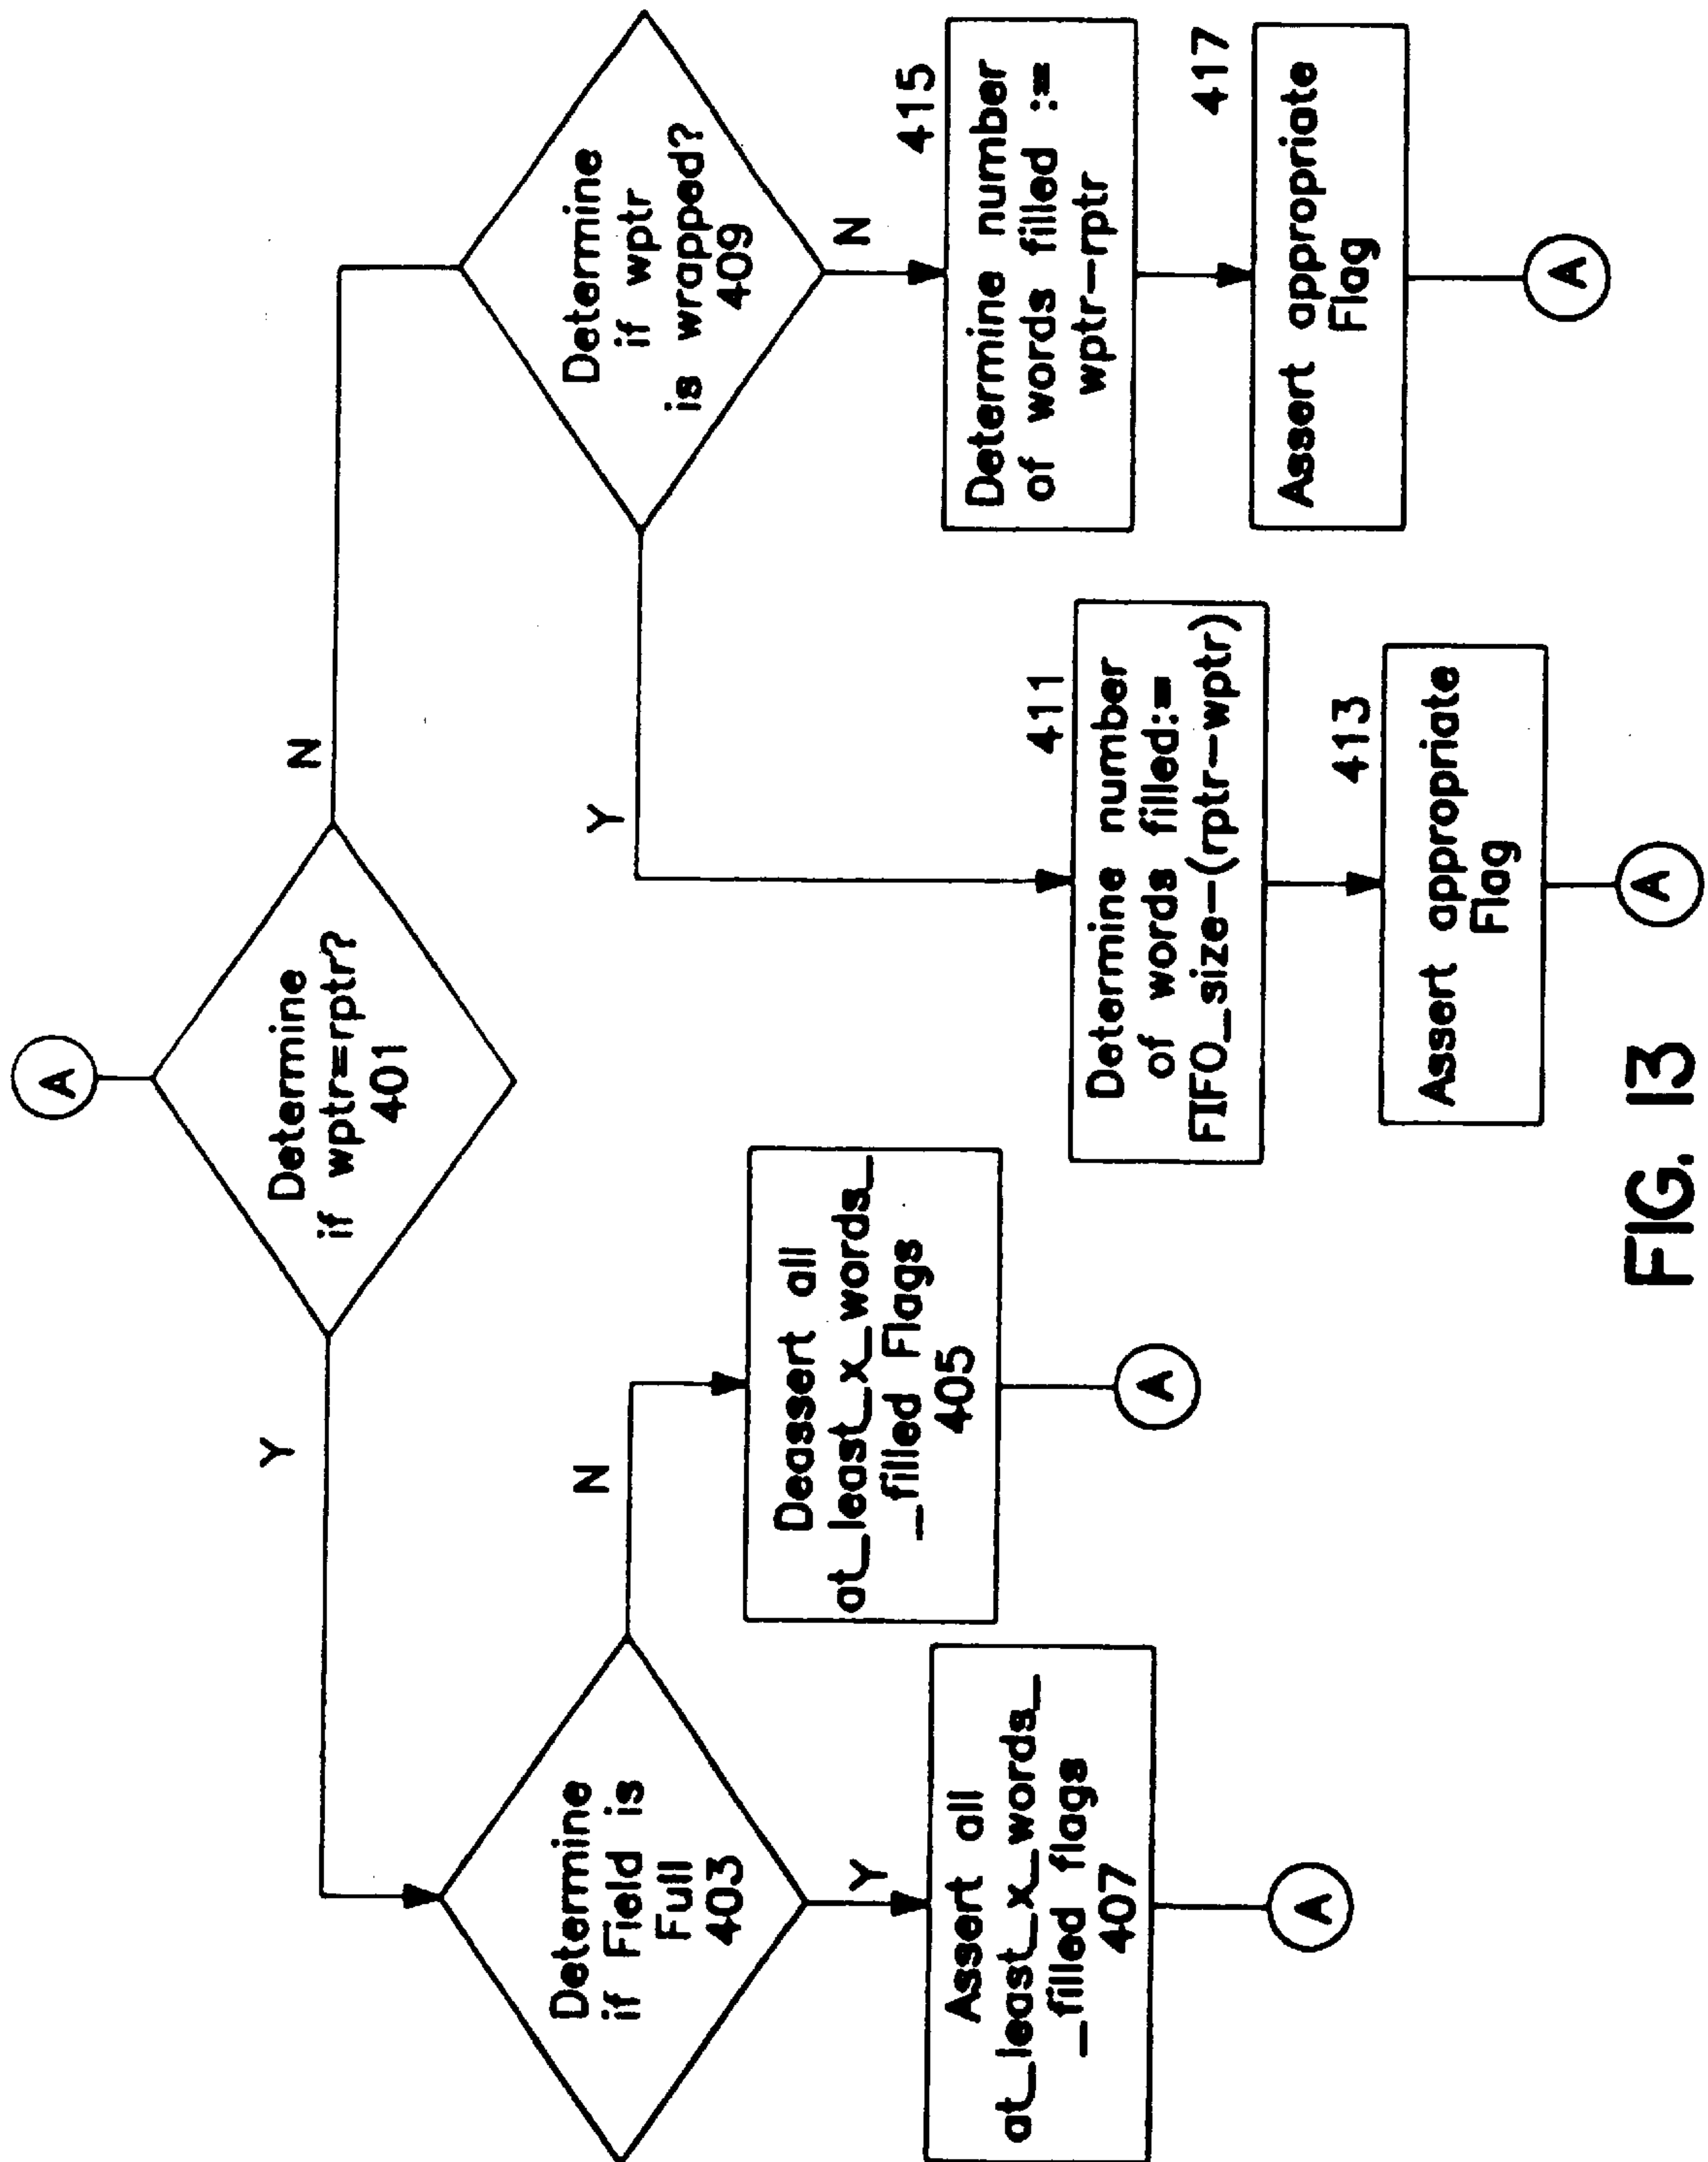 A
Determine
if wptr=rptr?
401
Y
N
Determine
if Field is
Full
403
N
Y
Deassert all
at_least_x_words_
_filled Flags
405
A
Assert all
at_least_x_words_
_filled flags
407
A
Determine
if wptr
is wrapped?
409
Y
N
411
Determine number
of words filled:=
FIFO_size-(rptr-wptr)
413
Assert appropriate
Flag
A
415
Determine number
of words filled :=
wptr-rptr
417
Assert appropriate
Flag
A
FIG. 13